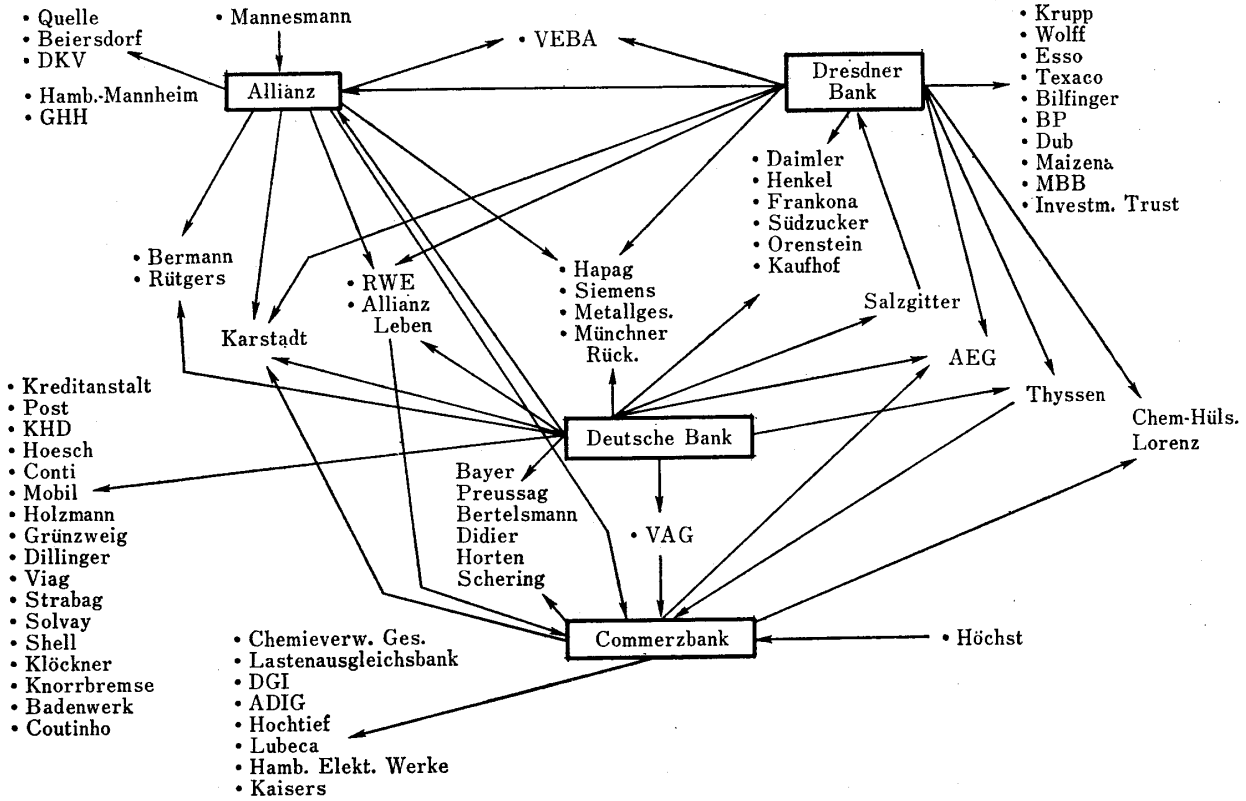 • Quelle
• Beiersdorf
• DKV
• Hamb.-Mannheim
• GHH
• Mannesmann
Allianz
• VEBA
Dresdner
Bank
• Krupp
• Wolff
• Esso
• Texaco
• Bilfinger
• BP
• Dub
• Maizena
• MBB
• Investm. Trust
• Daimler
• Henkel
• Frankona
• Südzucker
• Orenstein
• Kaufhof
• Bermann
• Rütgers
Karstadt
• RWE
• Allianz
Leben
• Hapag
• Siemens
• Metallges.
• Münchner
Rück.
Salzgitter
AEG
Thyssen
Chem-Hüls.
Lorenz
• Kreditanstalt
• Post
• KHD
• Hoesch
• Conti
• Mobil
• Holzmann
• Grünzweig
• Dillinger
• Viag
• Strabag
• Solvay
• Shell
• Klöckner
• Knorrbremse
• Badenwerk
• Coutinho
Deutsche Bank
Bayer
Preussag
Bertelsmann
Didier
Horten
Schering
• VAG
Commerzbank
• Höchst
• Chemieverw. Ges.
• Lastenausgleichsbank
• DGI
• ADIG
• Hochtief
• Lubeca
• Hamb. Elekt. Werke
• Kaisers